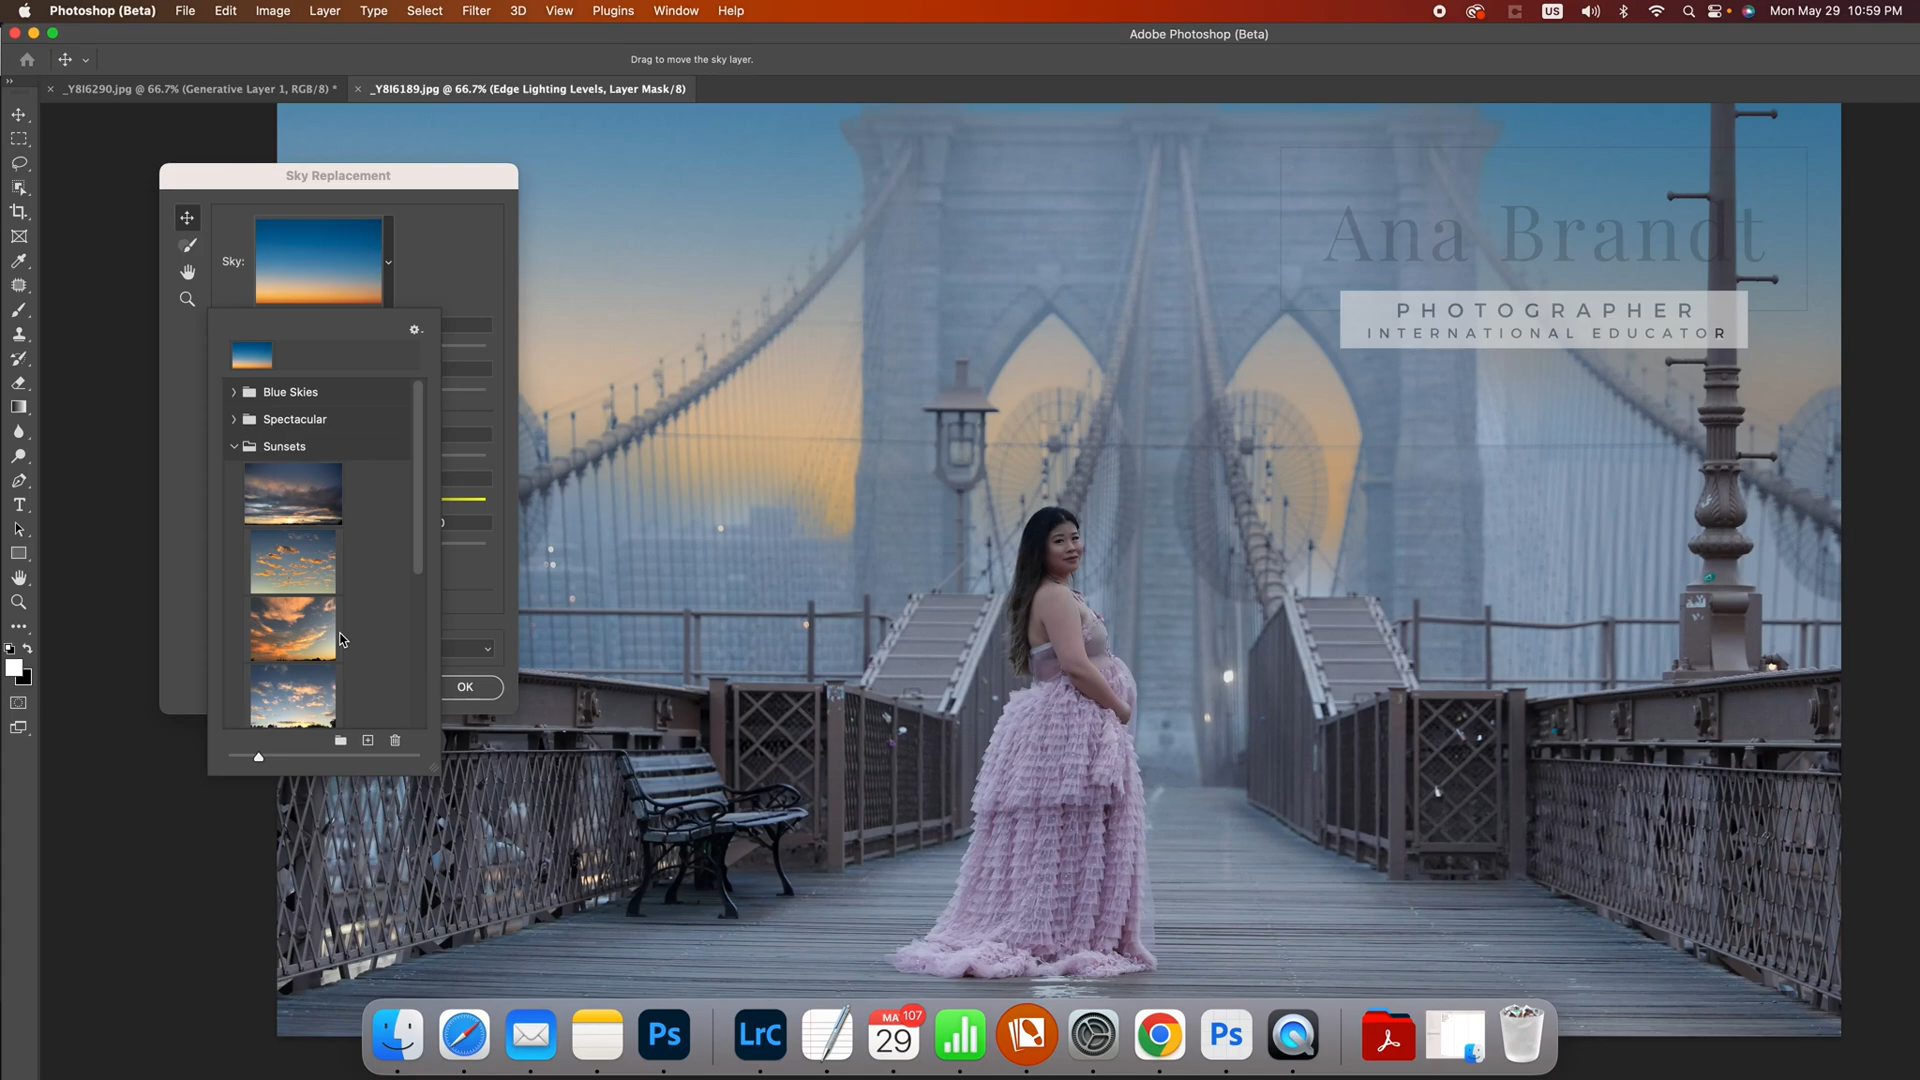 Photoshop (Beta) File Edit Image Layer Type Select Filter 3D View Plugins Window Help
US Mon May 29 10:59 PM
Adobe Photoshop (Beta)
Drag to move the sky layer.
_Y8I6290.jpg @ 66.7% (Generative Layer 1, RGB/8) *
_Y8I6189.jpg @ 66.7% (Edge Lighting Levels, Layer Mask/8)
Sky Replacement
Sky:
Ana Brandt
PHOTOGRAPHER
INTERNATIONAL EDUCATOR
Blue Skies
Spectacular
Sunsets
OK
Ps
LrC
107
29
Ps